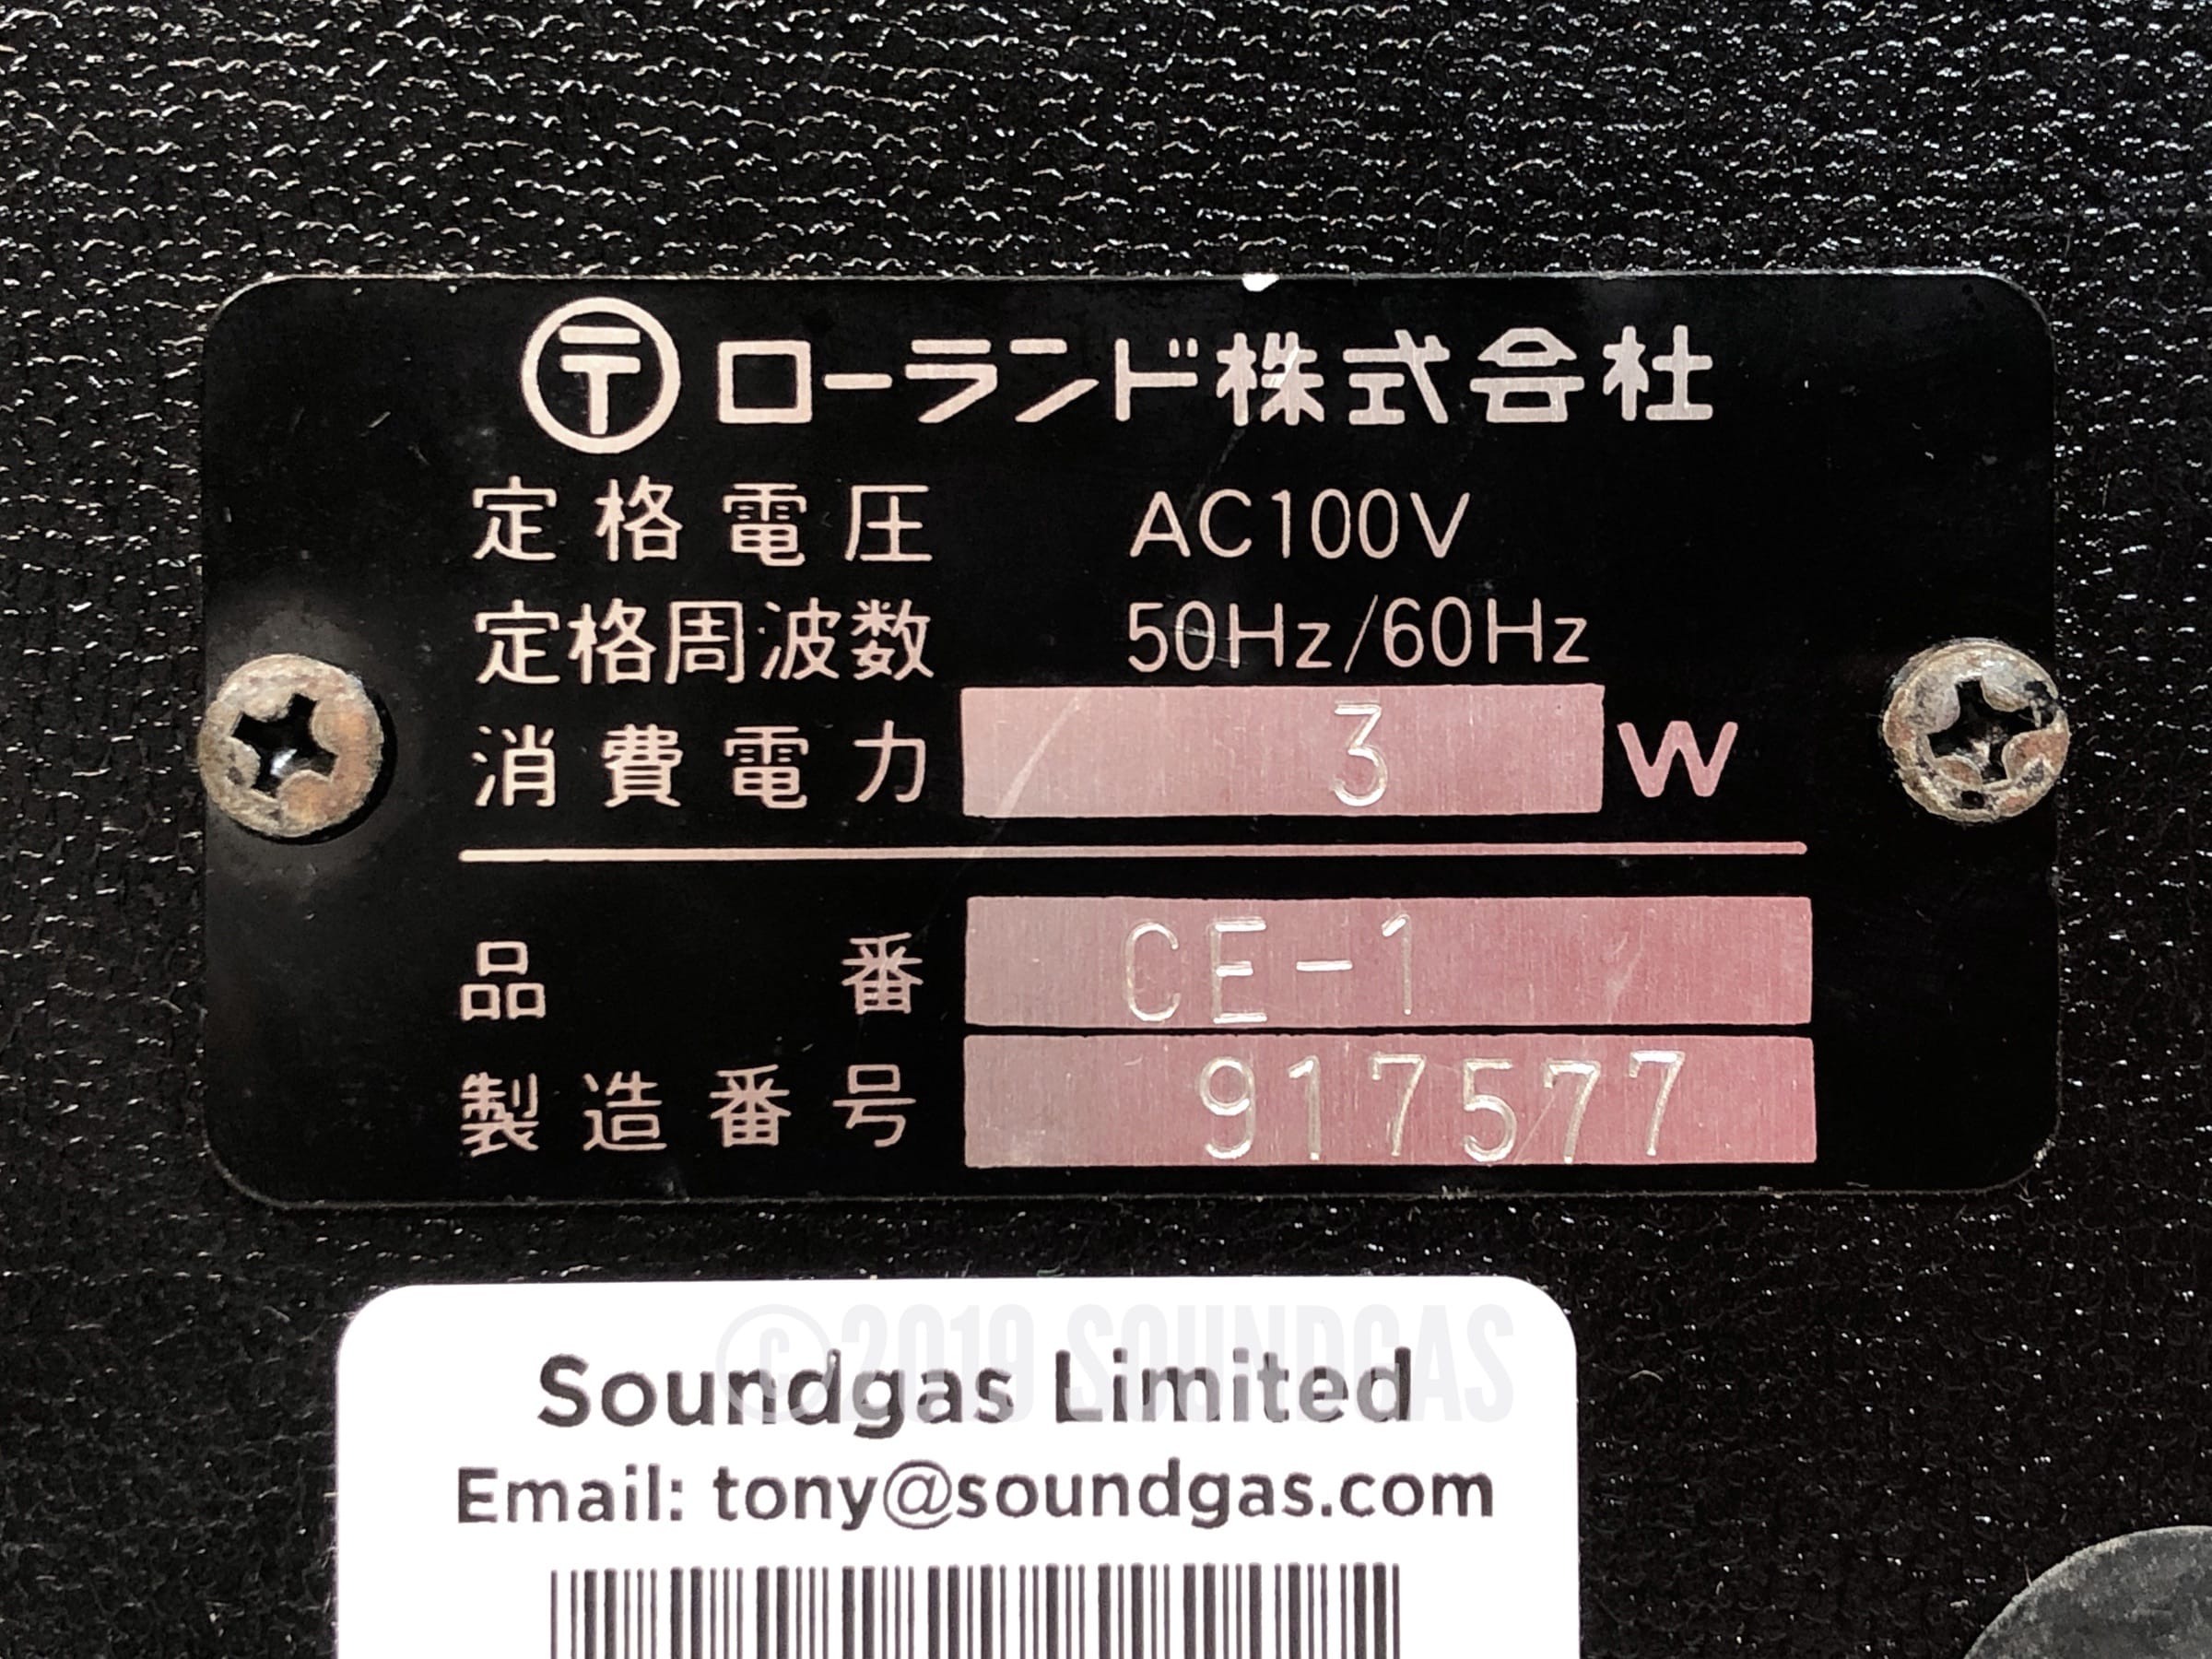 〒ローランド株式会社
定格電圧 AC100V
定格周波数 50Hz/60Hz
消費電力 3 W
品番 CE-1
製造番号 917577
©2019 SOUNDGAS
Soundgas Limited
Email: tony@soundgas.com